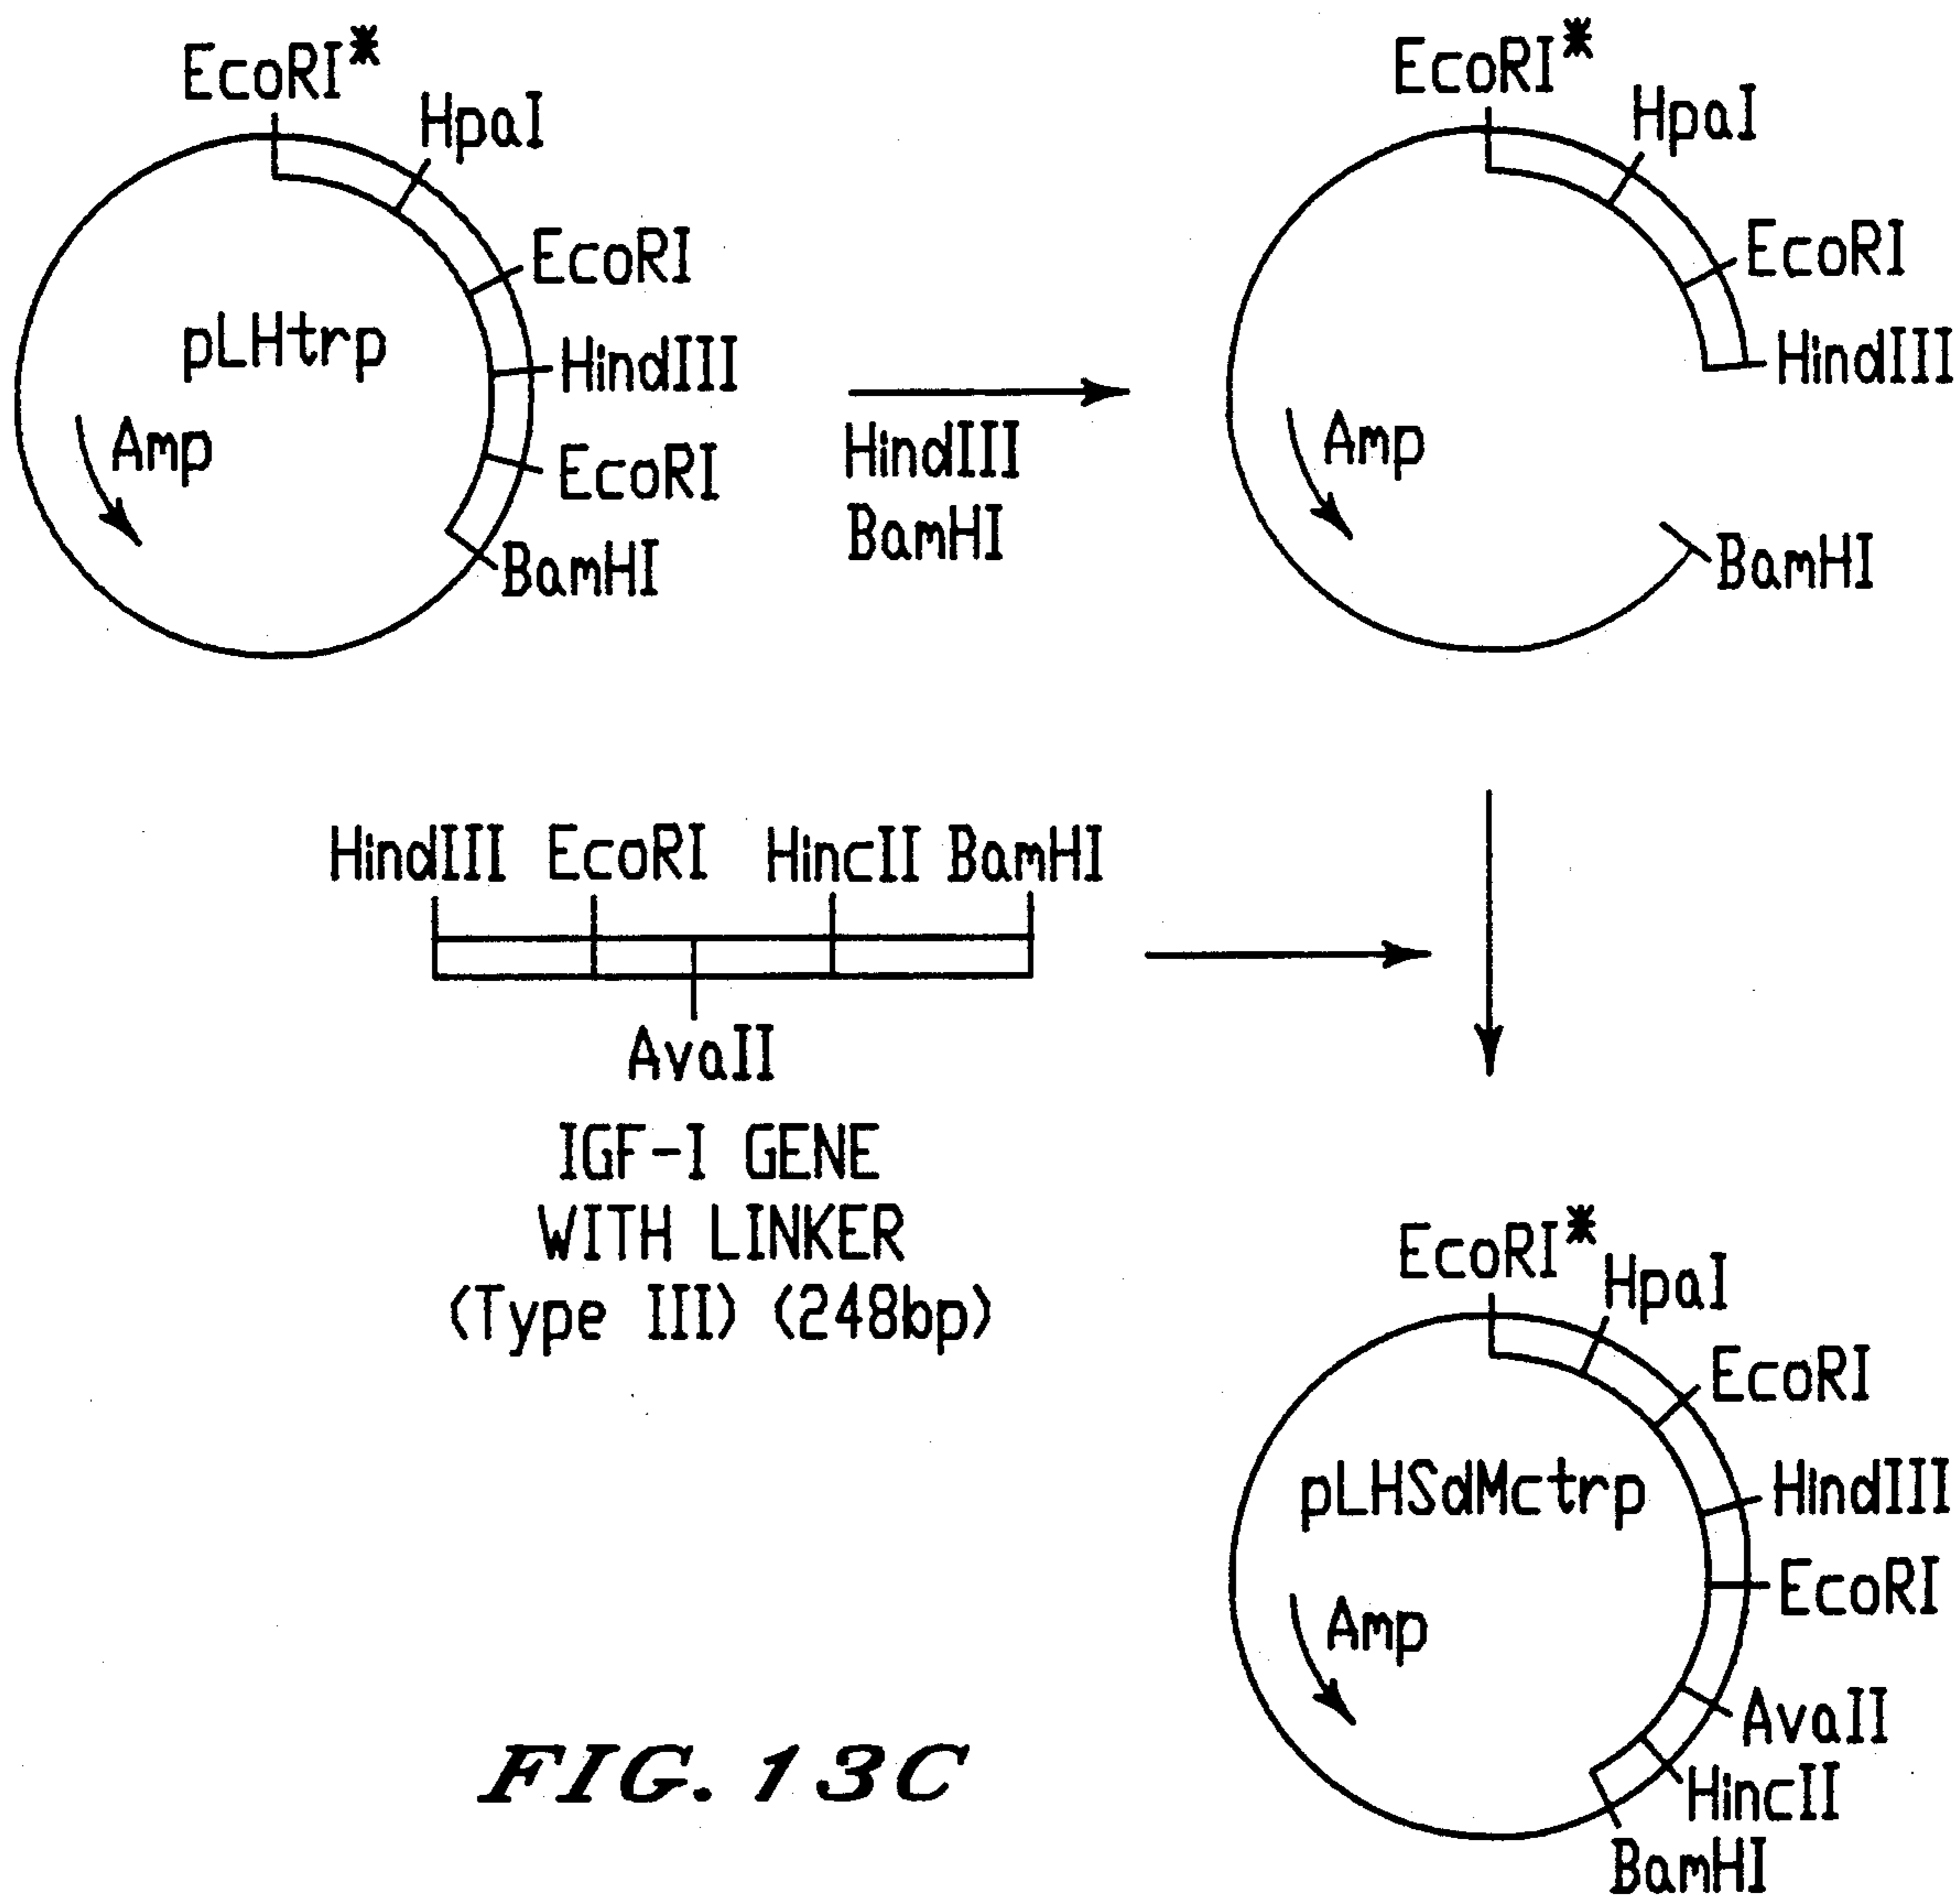 EcoRI*
HpaI
EcoRI
pLHtrp
HindIII
Amp
EcoRI
BamHI
HindIII
BamHI
EcoRI*
HpaI
EcoRI
HindIII
Amp
BamHI
HindIII EcoRI HincII BamHI
AvaII
IGF-I GENE
WITH LINKER
(Type III) (248bp)
EcoRI*
HpaI
EcoRI
pLHSdMctrp
HindIII
EcoRI
Amp
AvaII
HincII
BamHI
FIG. 13C